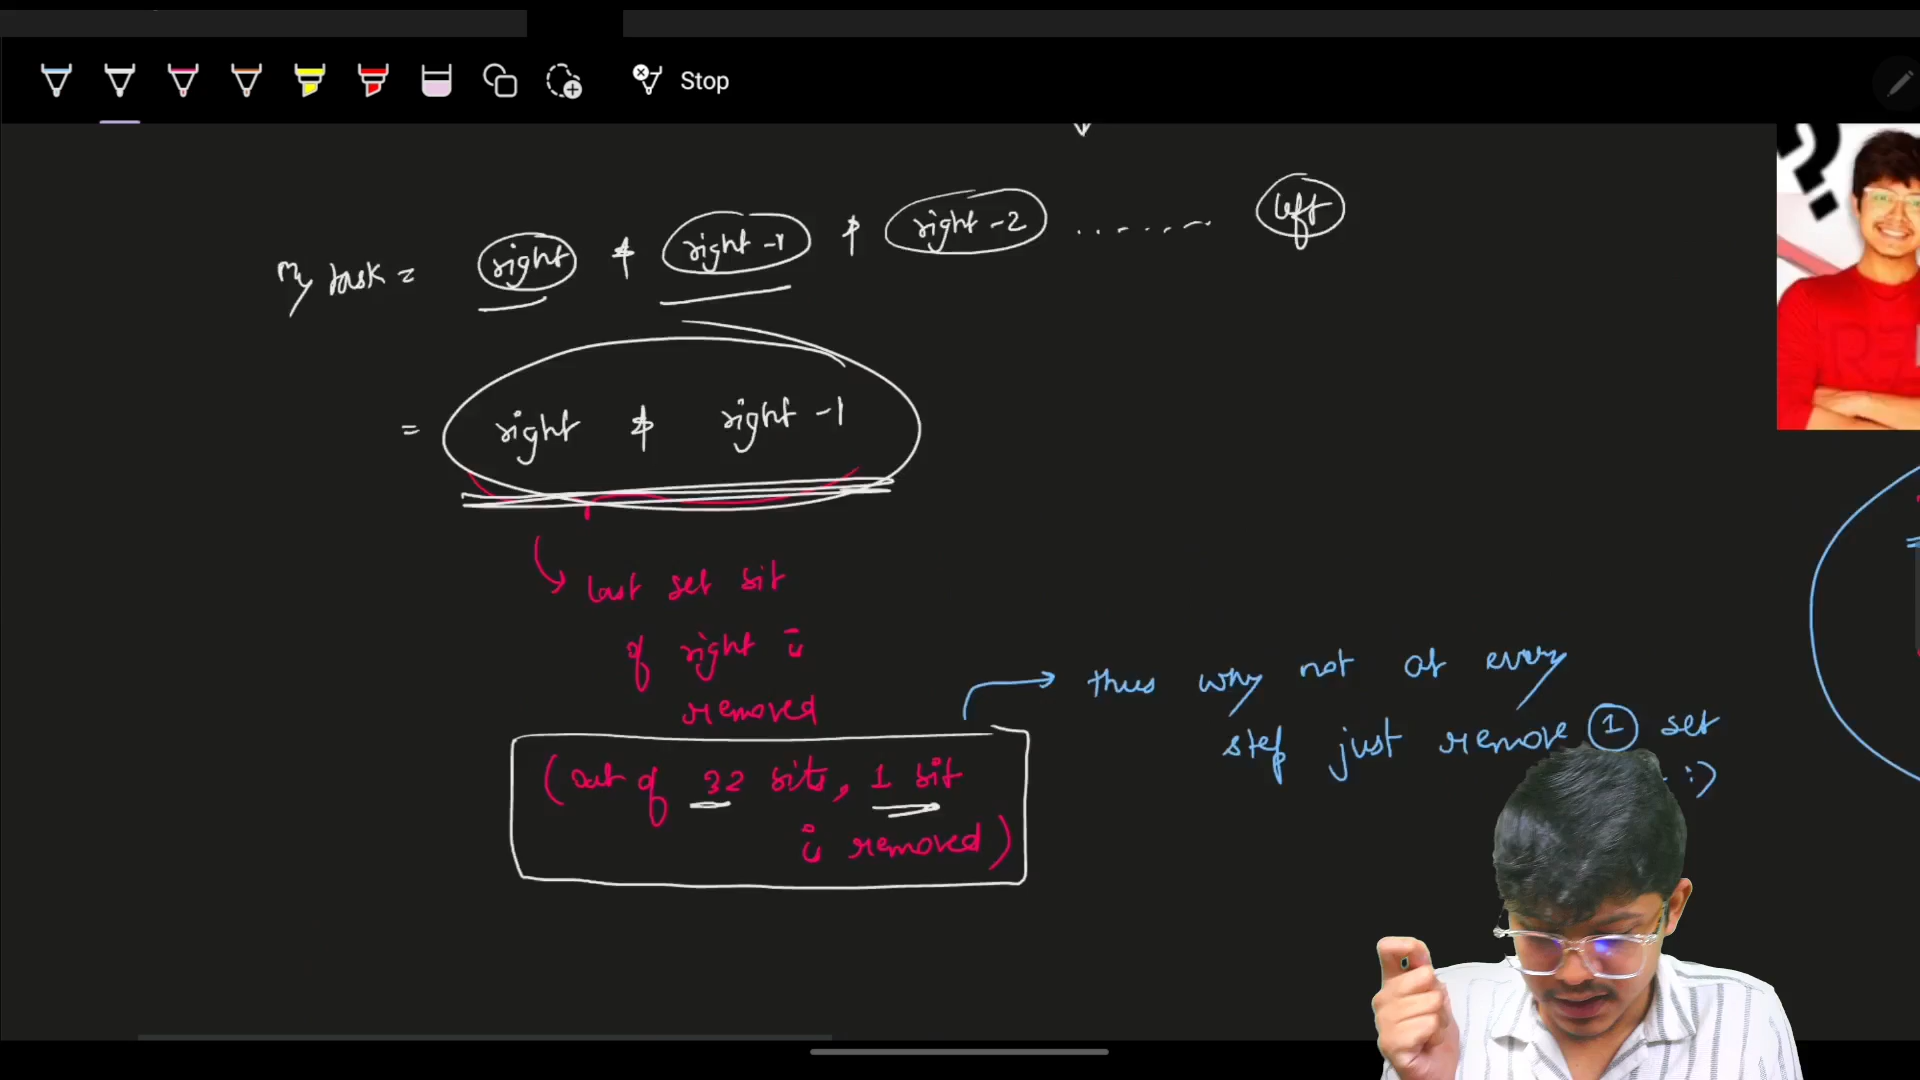 Stop
My task = right & right -1 & right -2 ........ left
= right & right -1
last set bit
of right is
removed
(out of 32 bits, 1 bit
is removed)
thus why not at every
step just remove 1 set
:)